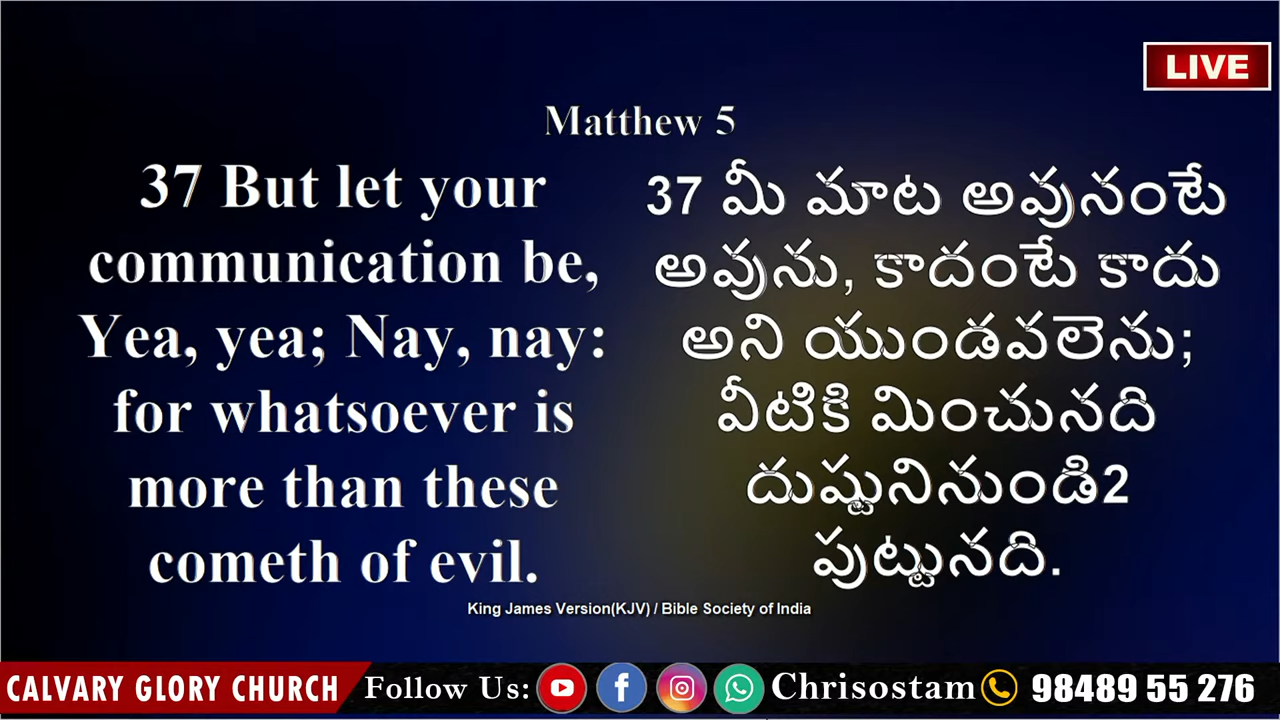 LIVE
Matthew 5
37 But let your
communication be,
Yea, yea; Nay, nay:
for whatsoever is
more than these
cometh of evil.
37 మీ మాట అవునంటే
అవును, కాదంటే కాదు
అని యుండవలెను;
వీటికి మించునది
దుష్టునినుండి2
పుట్టునది.
King James Version(KJV) / Bible Society of India
CALVARY GLORY CHURCH Follow Us: Chrisostam 98489 55 276